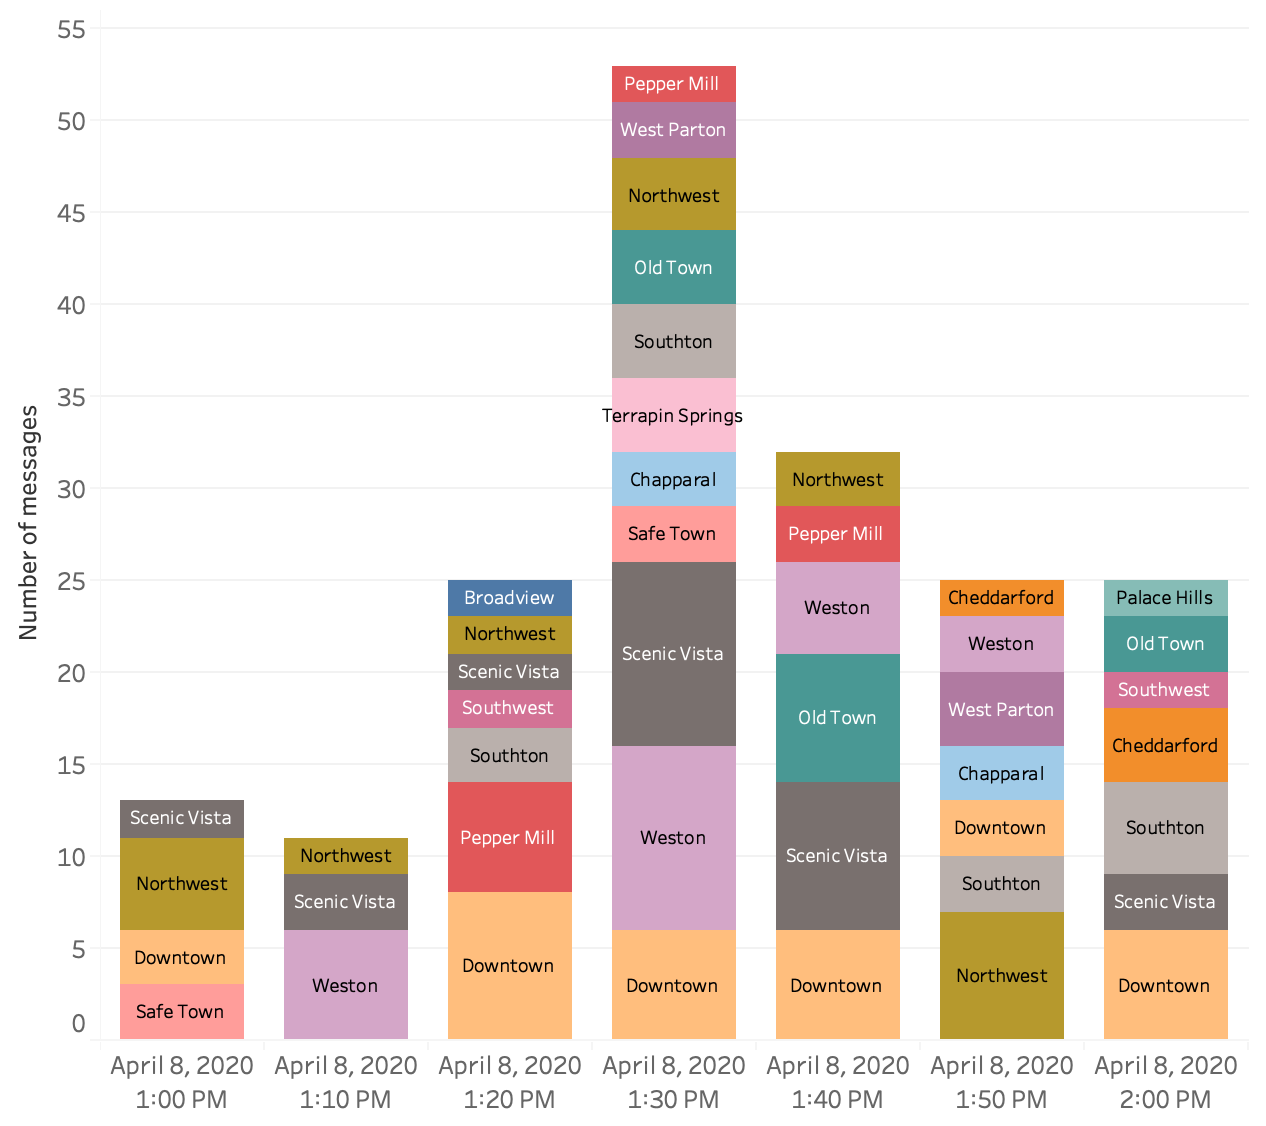 55
50
45
40
35
30
25
20
15
10
5
0
Number of messages
Scenic Vista
Northwest
Downtown
Safe Town
Northwest
Scenic Vista
Weston
Broadview
Northwest
Scenic Vista
Southwest
Southton
Pepper Mill
Downtown
Pepper Mill
West Parton
Northwest
Old Town
Southton
Terrapin Springs
Chapparal
Safe Town
Scenic Vista
Weston
Downtown
Northwest
Pepper Mill
Weston
Old Town
Scenic Vista
Downtown
Cheddarford
Weston
West Parton
Chapparal
Downtown
Southton
Northwest
Palace Hills
Old Town
Southwest
Cheddarford
Southton
Scenic Vista
Downtown
April 8, 2020
1:00 PM
April 8, 2020
1:10 PM
April 8, 2020
1:20 PM
April 8, 2020
1:30 PM
April 8, 2020
1:40 PM
April 8, 2020
1:50 PM
April 8, 2020
2:00 PM